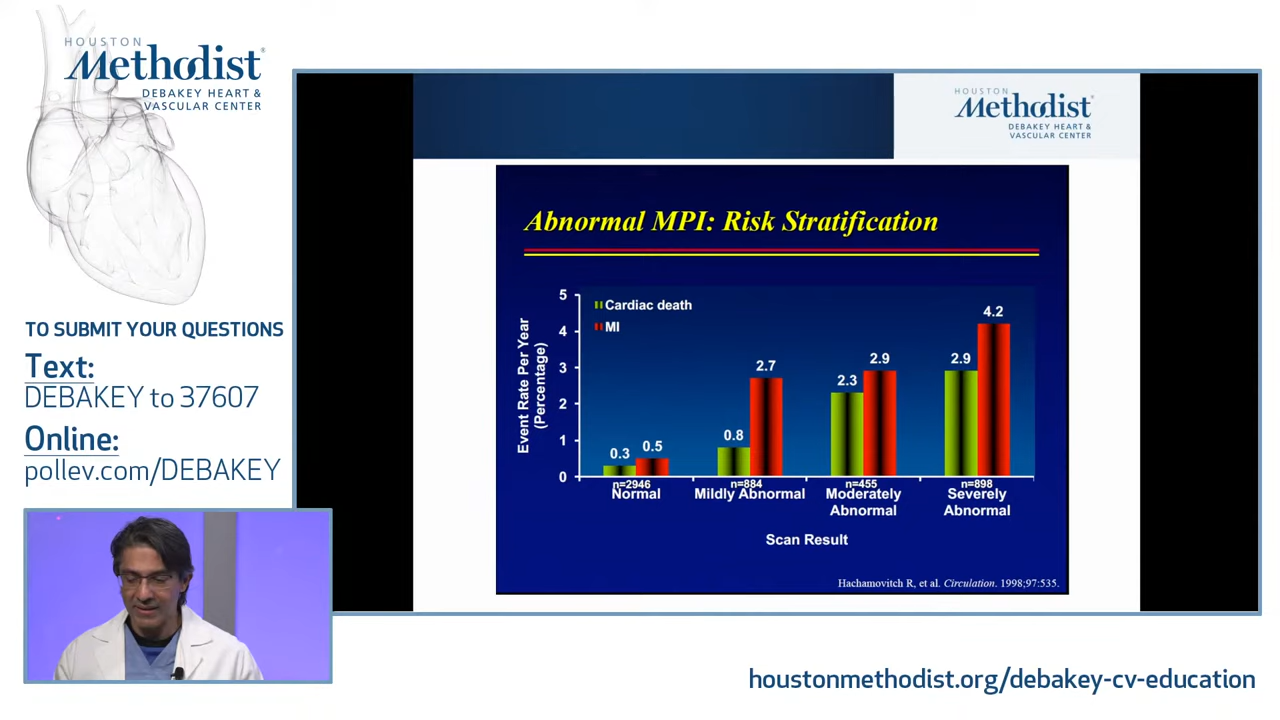 HOUSTON
Methodist®
DEBAKEY HEART &
VASCULAR CENTER
TO SUBMIT YOUR QUESTIONS
Text:
DEBAKEY to 37607
Online:
pollev.com/DEBAKEY
HOUSTON
Methodist®
DEBAKEY HEART &
VASCULAR CENTER
Abnormal MPI: Risk Stratification
Event Rate Per Year
(Percentage)
5
4
3
2
1
0
Cardiac death
MI
0.3
0.5
0.8
2.7
2.3
2.9
2.9
4.2
n=2946
Normal
n=884
Mildly Abnormal
n=455
Moderately
Abnormal
n=898
Severely
Abnormal
Scan Result
Hachamovitch R, et al. Circulation. 1998;97:535.
houstonmethodist.org/debakey-cv-education